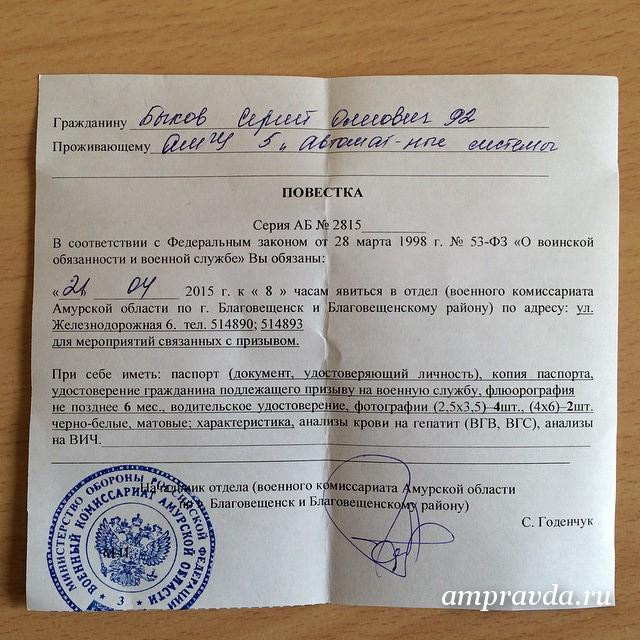 Гражданину Быков Сергей Олегович 92
Проживающему АмГУ 5 „ Автомат-ные системы
ПОВЕСТКА
Серия АБ № 2815
В соответствии с Федеральным законом от 28 марта 1998 г. № 53-ФЗ «О воинской
обязанности и военной службе» Вы обязаны:
« 21 04 2015 г. к « 8 » часам явиться в отдел (военного комиссариата
Амурской области по г. Благовещенск и Благовещенскому району) по адресу: ул.
Железнодорожная 6. тел. 514890; 514893
для мероприятий связанных с призывом.
При себе иметь: паспорт (документ, удостоверяющий личность), копия паспорта,
удостоверение гражданина подлежащего призыву на военную службу, флюорография
не позднее 6 мес., водительское удостоверение, фотографии (2,5х3,5)–4шт., (4х6)–2шт.
черно-белые, матовые; характеристика, анализы крови на гепатит (ВГВ, ВГС), анализы
на ВИЧ.
Начальник отдела (военного комиссариата Амурской области
Благовещенск и Благовещенскому району)
С. Годенчук
М.П.
МИНИСТЕРСТВО ОБОРОНЫ РОССИЙСКОЙ ФЕДЕРАЦИИ
ВОЕННЫЙ КОМИССАРИАТ АМУРСКОЙ ОБЛАСТИ
* 3 *
ampravda.ru